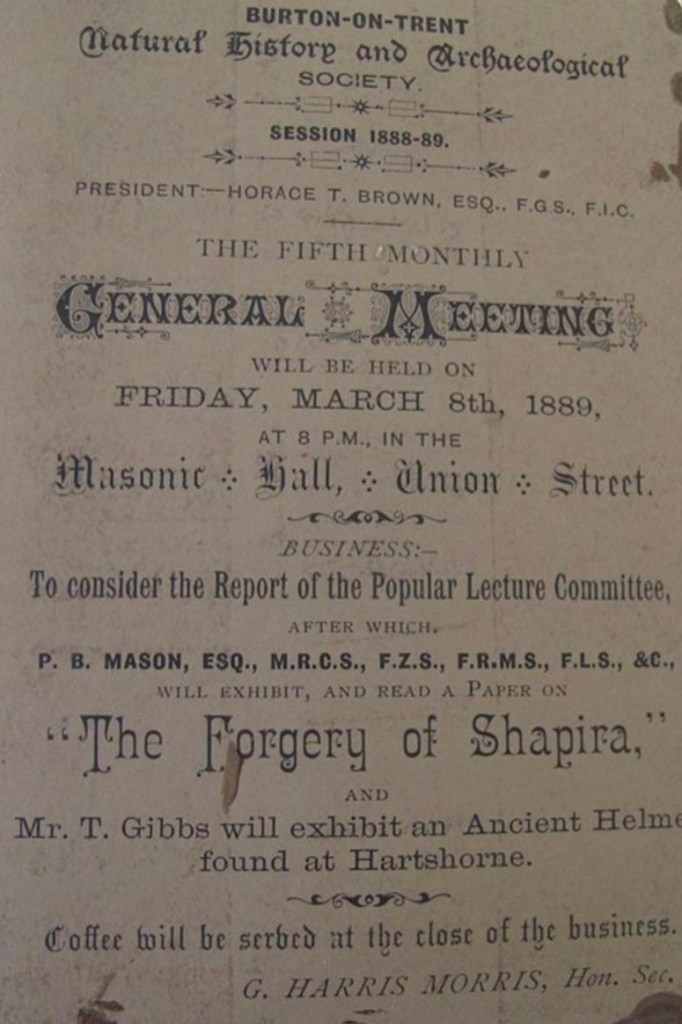 BURTON-ON-TRENT
Natural History and Archaeological
SOCIETY.
SESSION 1888-89.
PRESIDENT:—HORACE T. BROWN, ESQ., F.G.S., F.I.C.
THE FIFTH MONTHLY
GENERAL MEETING
WILL BE HELD ON
FRIDAY, MARCH 8th, 1889,
AT 8 P.M., IN THE
Masonic Hall, Union Street.
BUSINESS:—
To consider the Report of the Popular Lecture Committee,
AFTER WHICH,
P. B. MASON, ESQ., M.R.C.S., F.Z.S., F.R.M.S., F.L.S., &C.,
WILL EXHIBIT, AND READ A PAPER ON
"The Forgery of Shapira,"
AND
Mr. T. Gibbs will exhibit an Ancient Helme
found at Hartshorne.
Coffee will be served at the close of the business.
G. HARRIS MORRIS, Hon. Sec.